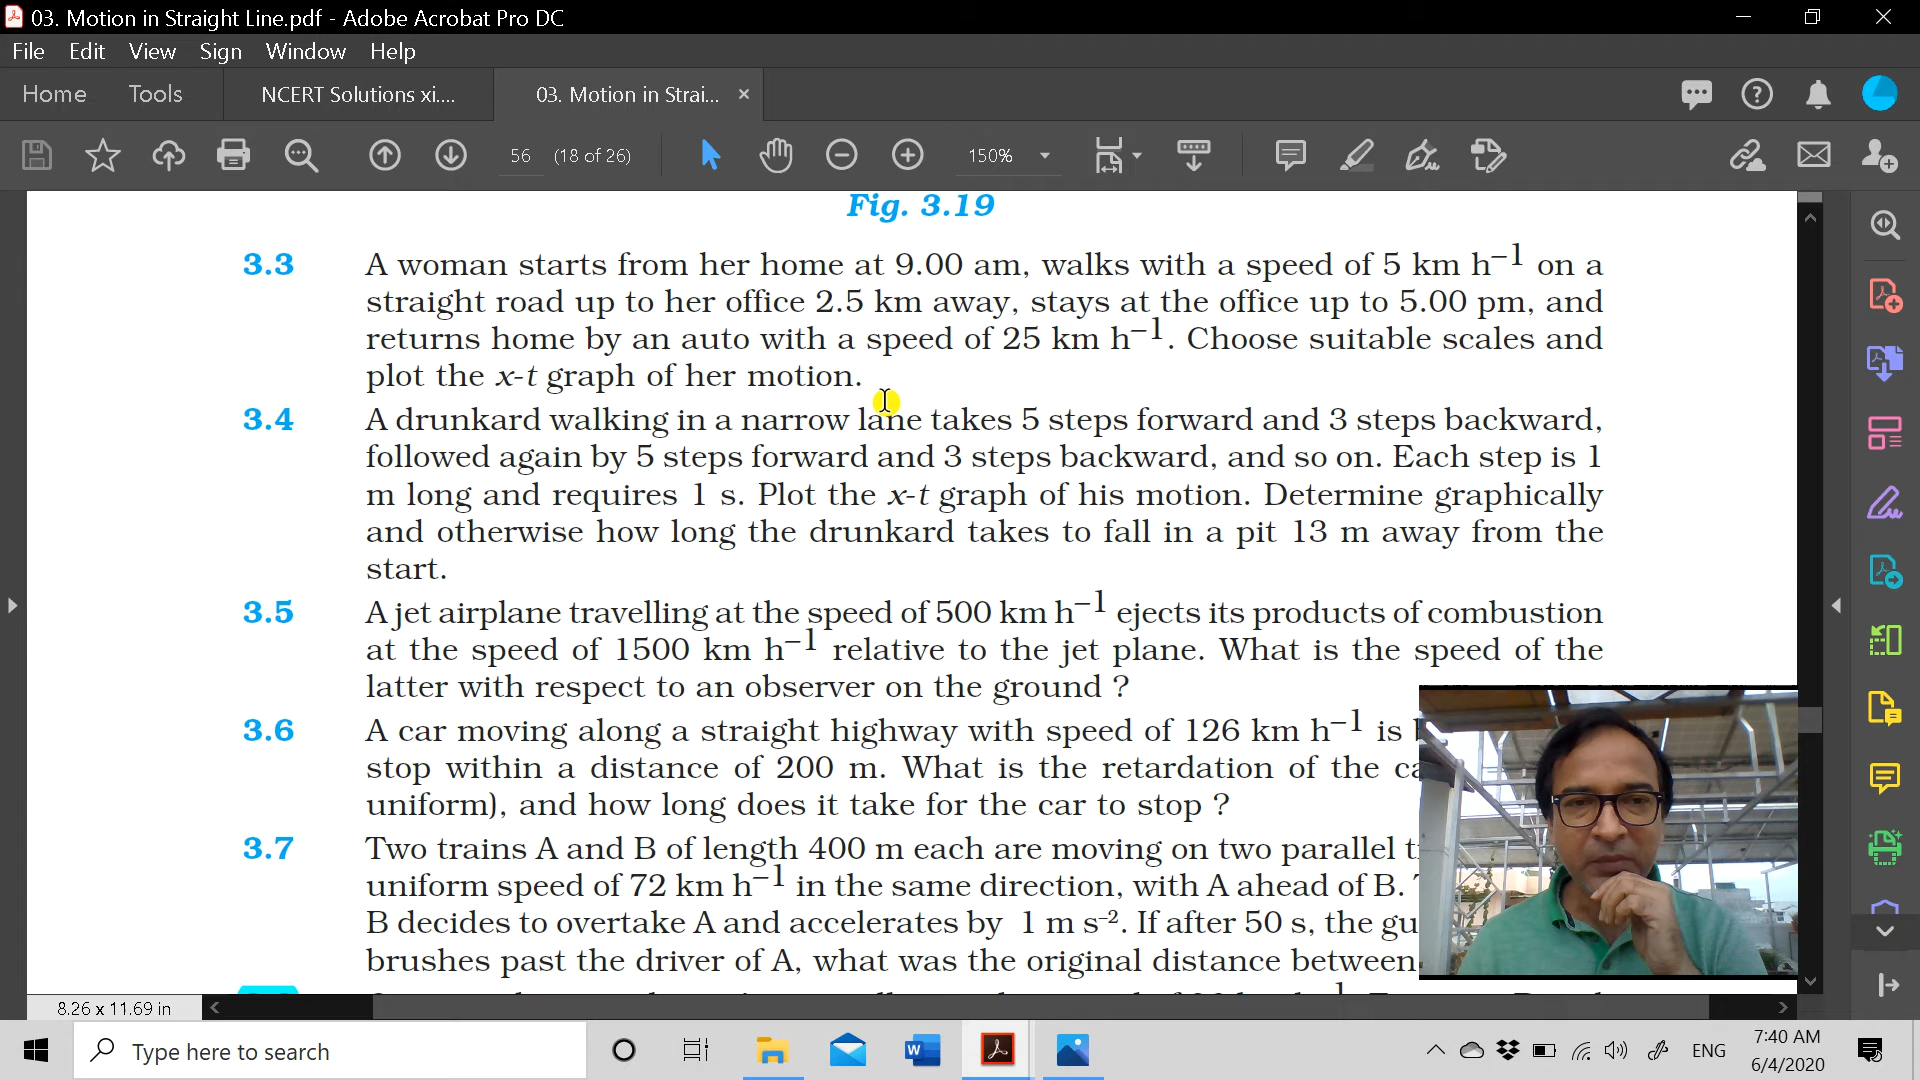 03. Motion in Straight Line.pdf - Adobe Acrobat Pro DC
File Edit View Sign Window Help
Home Tools NCERT Solutions xi.... 03. Motion in Strai... ×
56 (18 of 26) 150%
Fig. 3.19
3.3 A woman starts from her home at 9.00 am, walks with a speed of 5 km h–1 on a
straight road up to her office 2.5 km away, stays at the office up to 5.00 pm, and
returns home by an auto with a speed of 25 km h–1. Choose suitable scales and
plot the x-t graph of her motion.
3.4 A drunkard walking in a narrow lane takes 5 steps forward and 3 steps backward,
followed again by 5 steps forward and 3 steps backward, and so on. Each step is 1
m long and requires 1 s. Plot the x-t graph of his motion. Determine graphically
and otherwise how long the drunkard takes to fall in a pit 13 m away from the
start.
3.5 A jet airplane travelling at the speed of 500 km h–1 ejects its products of combustion
at the speed of 1500 km h–1 relative to the jet plane. What is the speed of the
latter with respect to an observer on the ground ?
3.6 A car moving along a straight highway with speed of 126 km h–1 is
stop within a distance of 200 m. What is the retardation of the
uniform), and how long does it take for the car to stop ?
3.7 Two trains A and B of length 400 m each are moving on two parallel
uniform speed of 72 km h–1 in the same direction, with A ahead of B.
B decides to overtake A and accelerates by 1 m s–2. If after 50 s, the
brushes past the driver of A, what was the original distance between
8.26 x 11.69 in
Type here to search
ENG
7:40 AM
6/4/2020